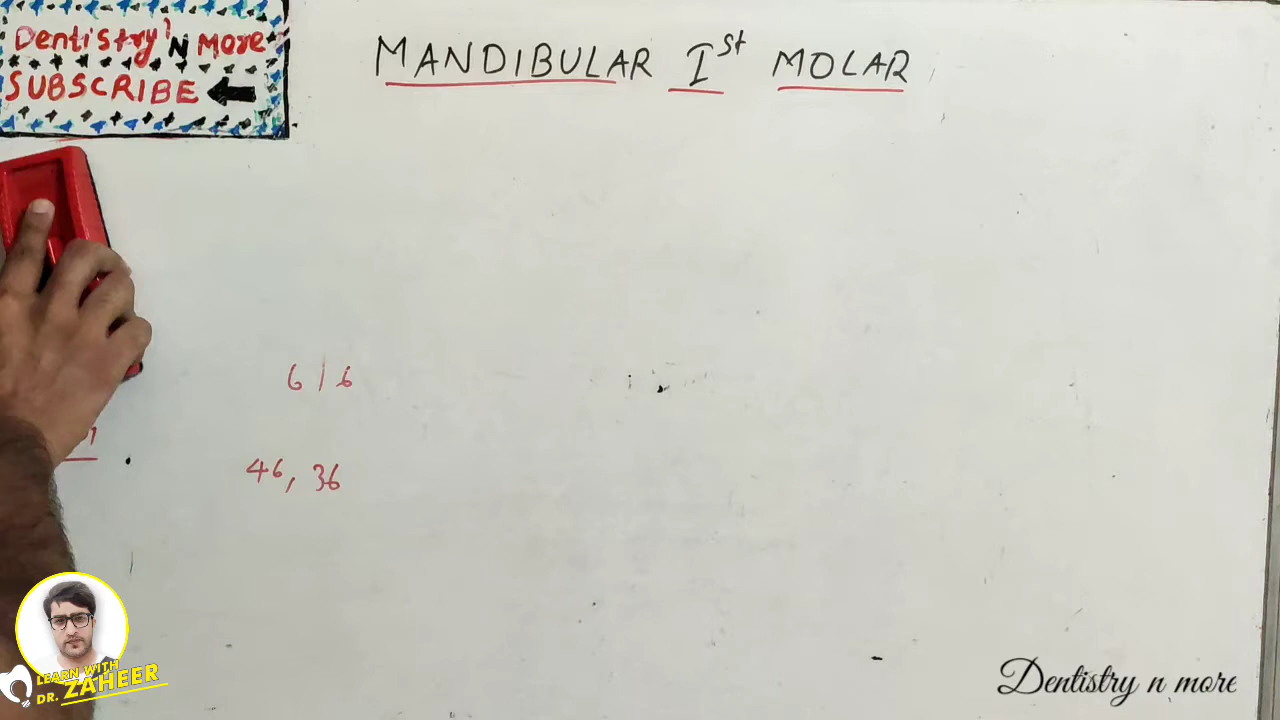 Dentistry'N More
SUBSCRIBE
MANDIBULAR Ist MOLAR
6 | 6
46, 36
LEARN WITH
DR. ZAHEER
Dentistry n more